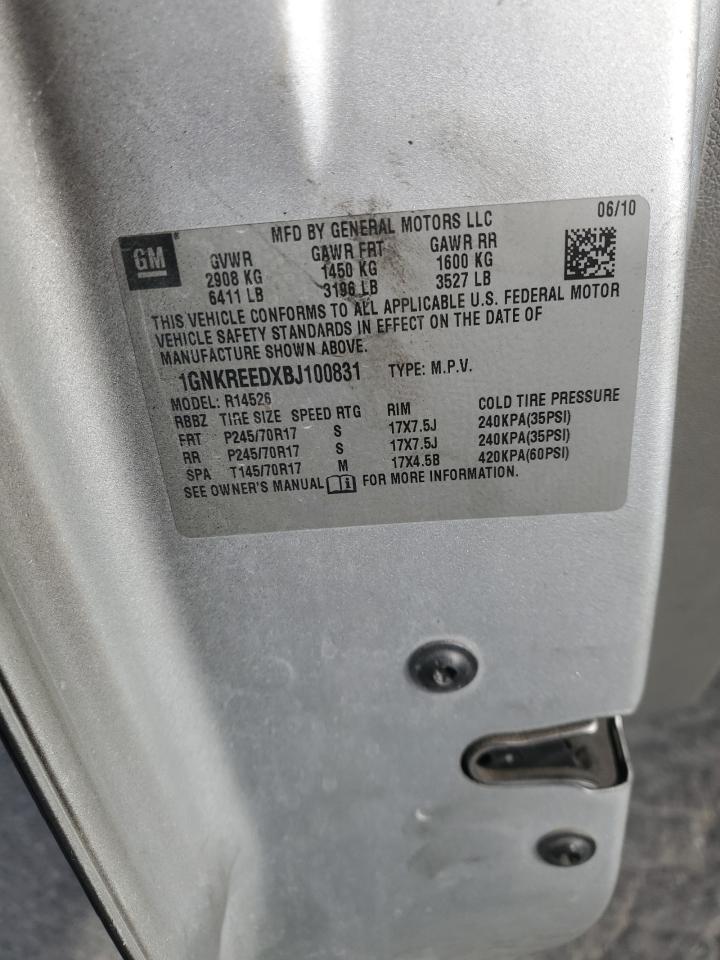 MFD BY GENERAL MOTORS LLC 06/10
GM
GVWR GAWR FRT GAWR RR
2908 KG 1450 KG 1600 KG
6411 LB 3196 LB 3527 LB
THIS VEHICLE CONFORMS TO ALL APPLICABLE U.S. FEDERAL MOTOR
VEHICLE SAFETY STANDARDS IN EFFECT ON THE DATE OF
MANUFACTURE SHOWN ABOVE.
1GNKREEDXBJ100831 TYPE: M.P.V.
MODEL: R14526
RBBZ TIRE SIZE SPEED RTG RIM COLD TIRE PRESSURE
FRT P245/70R17 S 17X7.5J 240KPA(35PSI)
RR P245/70R17 S 17X7.5J 240KPA(35PSI)
SPA T145/70R17 M 17X4.5B 420KPA(60PSI)
SEE OWNER'S MANUAL FOR MORE INFORMATION.